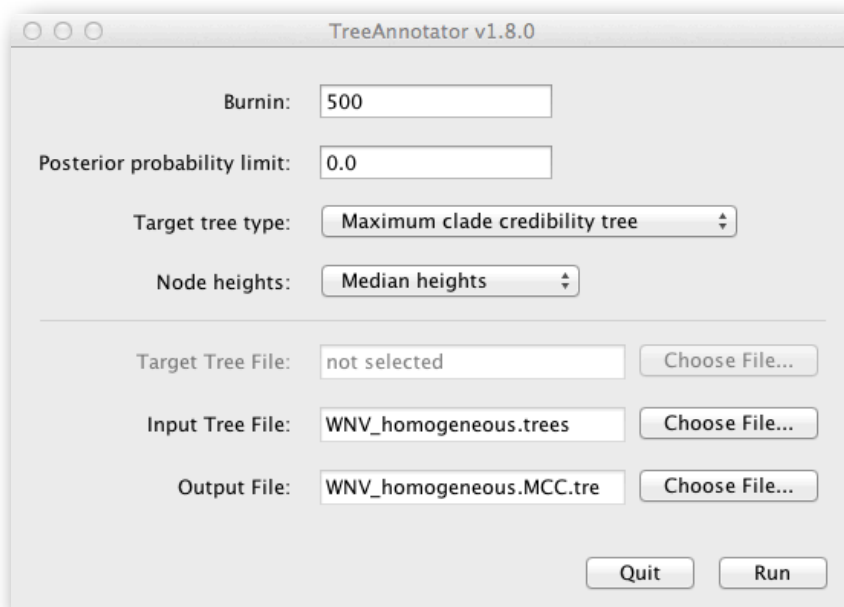 TreeAnnotator v1.8.0
Burnin: 500
Posterior probability limit: 0.0
Target tree type: Maximum clade credibility tree
Node heights: Median heights
Target Tree File: not selected Choose File...
Input Tree File: WNV_homogeneous.trees Choose File...
Output File: WNV_homogeneous.MCC.tre Choose File...
Quit Run